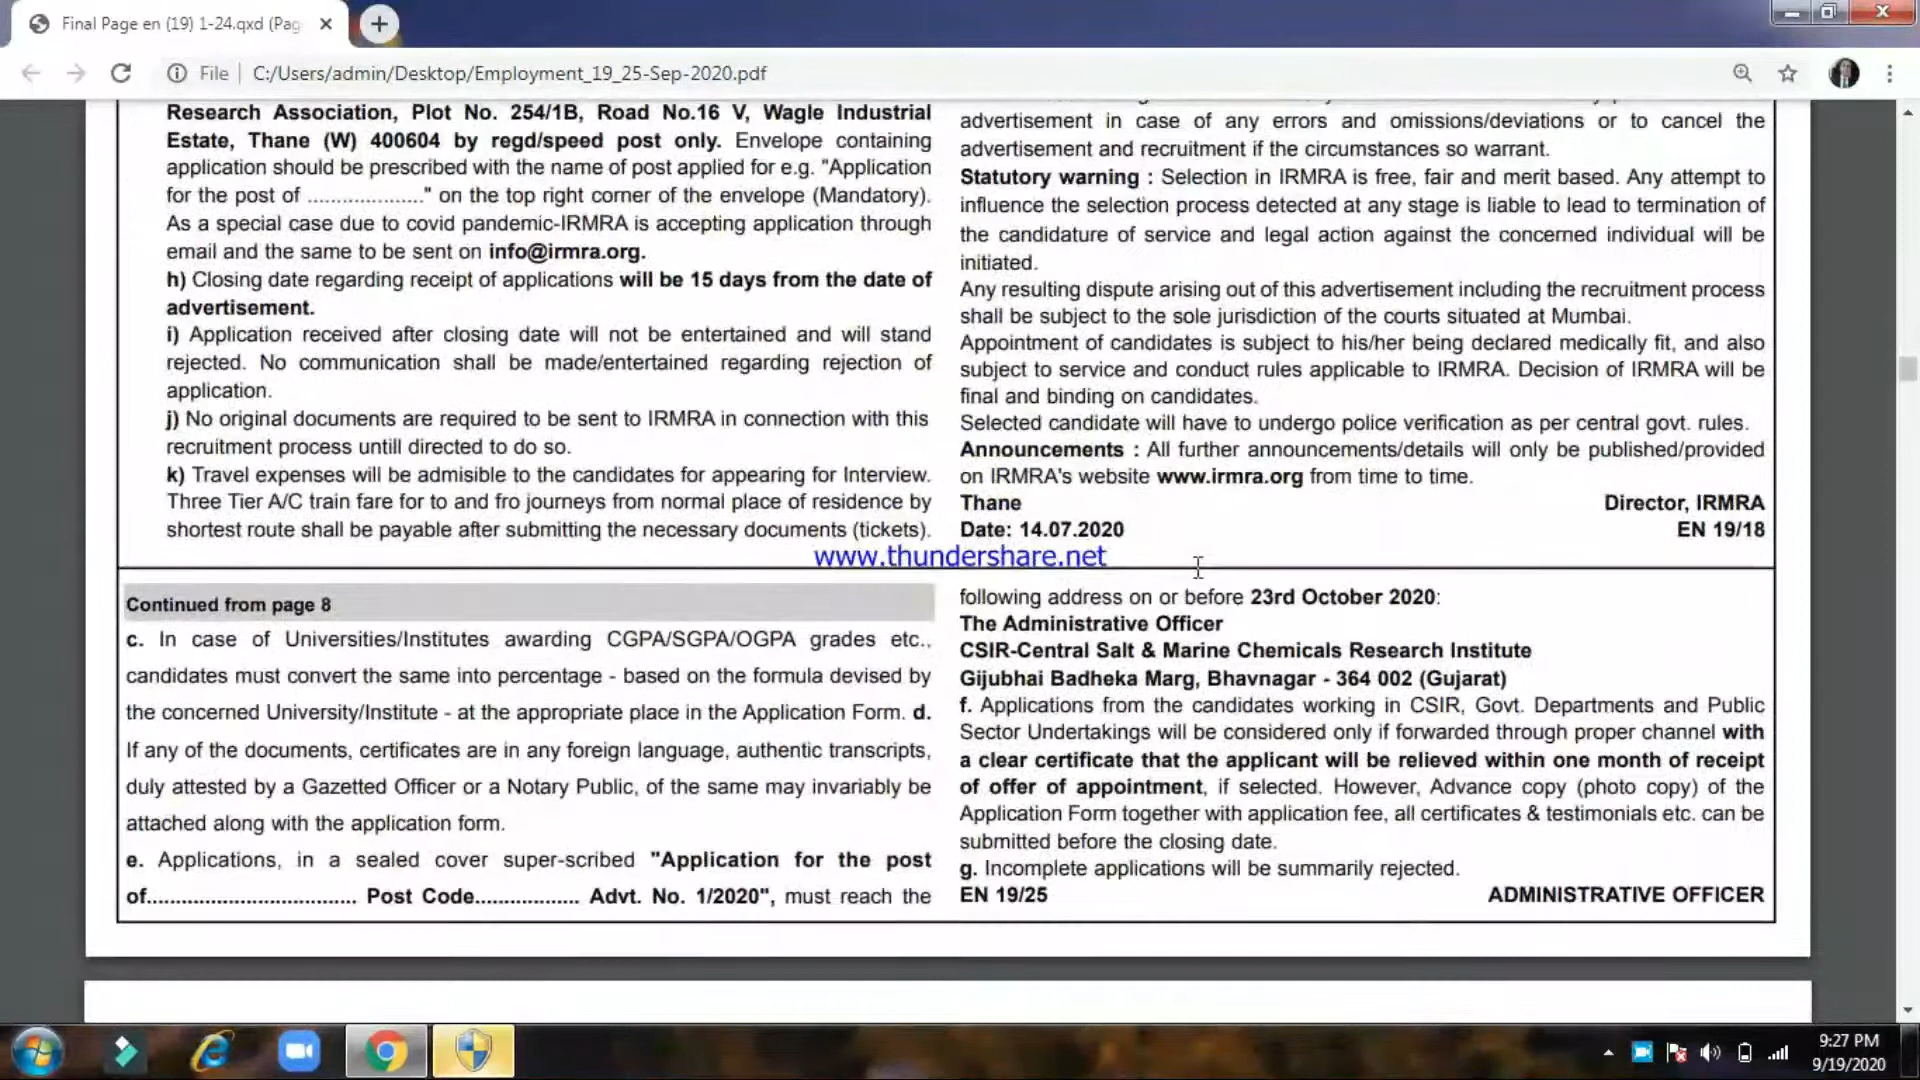 Final Page en (19) 1-24.qxd (Pag
File
C:/Users/admin/Desktop/Employment_19_25-Sep-2020.pdf
Research Association, Plot No. 254/1B, Road No.16 V, Wagle Industrial
Estate, Thane (W) 400604 by regd/speed post only. Envelope containing
application should be prescribed with the name of post applied for e.g. "Application
for the post of ....................." on the top right corner of the envelope (Mandatory).
As a special case due to covid pandemic-IRMRA is accepting application through
email and the same to be sent on info@irmra.org.
h) Closing date regarding receipt of applications will be 15 days from the date of
advertisement.
i) Application received after closing date will not be entertained and will stand
rejected. No communication shall be made/entertained regarding rejection of
application.
j) No original documents are required to be sent to IRMRA in connection with this
recruitment process untill directed to do so.
k) Travel expenses will be admisible to the candidates for appearing for Interview.
Three Tier A/C train fare for to and fro journeys from normal place of residence by
shortest route shall be payable after submitting the necessary documents (tickets).
advertisement in case of any errors and omissions/deviations or to cancel the
advertisement and recruitment if the circumstances so warrant.
Statutory warning : Selection in IRMRA is free, fair and merit based. Any attempt to
influence the selection process detected at any stage is liable to lead to termination of
the candidature of service and legal action against the concerned individual will be
initiated.
Any resulting dispute arising out of this advertisement including the recruitment process
shall be subject to the sole jurisdiction of the courts situated at Mumbai.
Appointment of candidates is subject to his/her being declared medically fit, and also
subject to service and conduct rules applicable to IRMRA. Decision of IRMRA will be
final and binding on candidates.
Selected candidate will have to undergo police verification as per central govt. rules.
Announcements : All further announcements/details will only be published/provided
on IRMRA's website www.irmra.org from time to time.
Thane Director, IRMRA
Date: 14.07.2020 EN 19/18
www.thundershare.net
Continued from page 8
c. In case of Universities/Institutes awarding CGPA/SGPA/OGPA grades etc.,
candidates must convert the same into percentage - based on the formula devised by
the concerned University/Institute - at the appropriate place in the Application Form. d.
If any of the documents, certificates are in any foreign language, authentic transcripts,
duly attested by a Gazetted Officer or a Notary Public, of the same may invariably be
attached along with the application form.
e. Applications, in a sealed cover super-scribed "Application for the post
of.................................. Post Code................. Advt. No. 1/2020", must reach the
following address on or before 23rd October 2020:
The Administrative Officer
CSIR-Central Salt & Marine Chemicals Research Institute
Gijubhai Badheka Marg, Bhavnagar - 364 002 (Gujarat)
f. Applications from the candidates working in CSIR, Govt. Departments and Public
Sector Undertakings will be considered only if forwarded through proper channel with
a clear certificate that the applicant will be relieved within one month of receipt
of offer of appointment, if selected. However, Advance copy (photo copy) of the
Application Form together with application fee, all certificates & testimonials etc. can be
submitted before the closing date.
g. Incomplete applications will be summarily rejected.
EN 19/25 ADMINISTRATIVE OFFICER
9:27 PM
9/19/2020